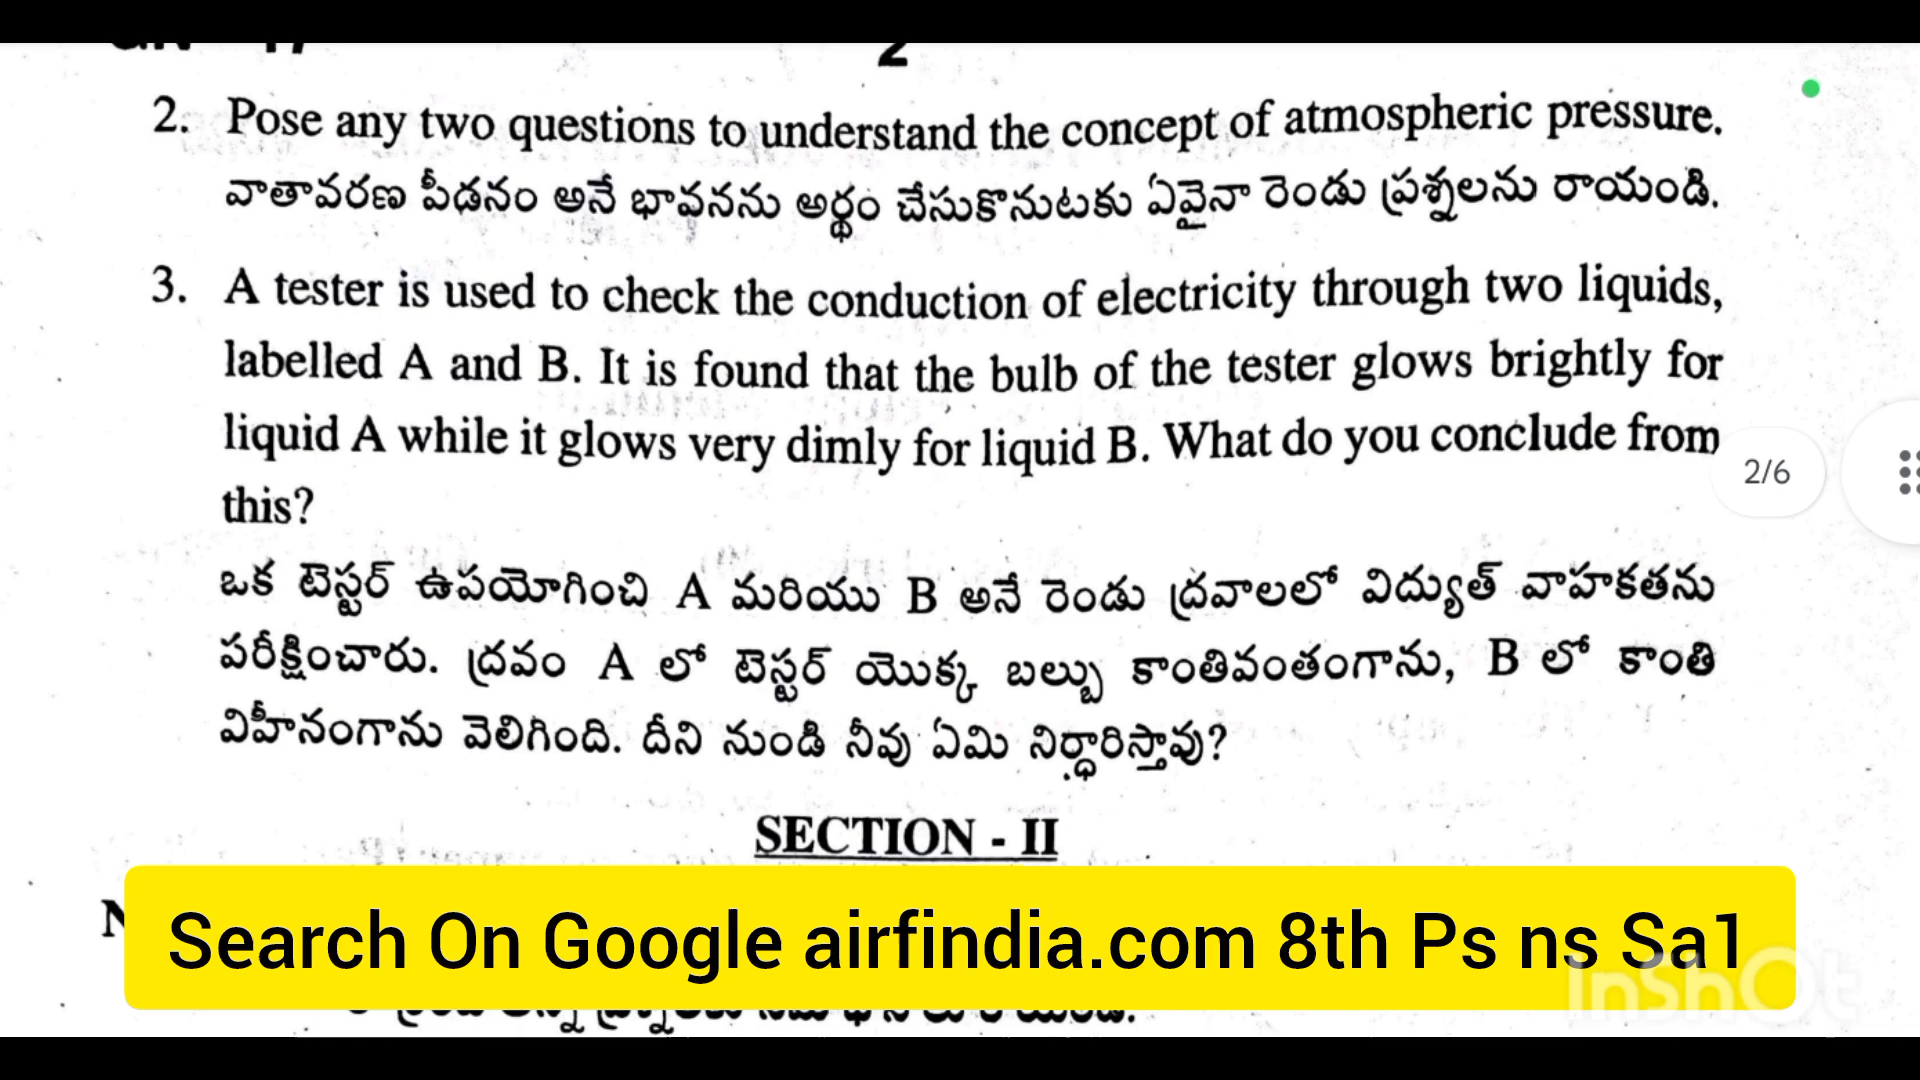 2
2. Pose any two questions to understand the concept of atmospheric pressure.
వాతావరణ పీడనం అనే భావనను అర్థం చేసుకొనుటకు ఏవైనా రెండు ప్రశ్నలను రాయండి.
3. A tester is used to check the conduction of electricity through two liquids,
labelled A and B. It is found that the bulb of the tester glows brightly for
liquid A while it glows very dimly for liquid B. What do you conclude from
this?
2/6
ఒక టెస్టర్ ఉపయోగించి A మరియు B అనే రెండు ద్రవాలలో విద్యుత్ వాహకతను
పరీక్షించారు. ద్రవం A లో టెస్టర్ యొక్క బల్బు కాంతివంతంగాను, B లో కాంతి
విహీనంగాను వెలిగింది. దీని నుండి నీవు ఏమి నిర్ధారిస్తావు?
SECTION - II
Search On Google airfindia.com 8th Ps ns Sa1
InShOt